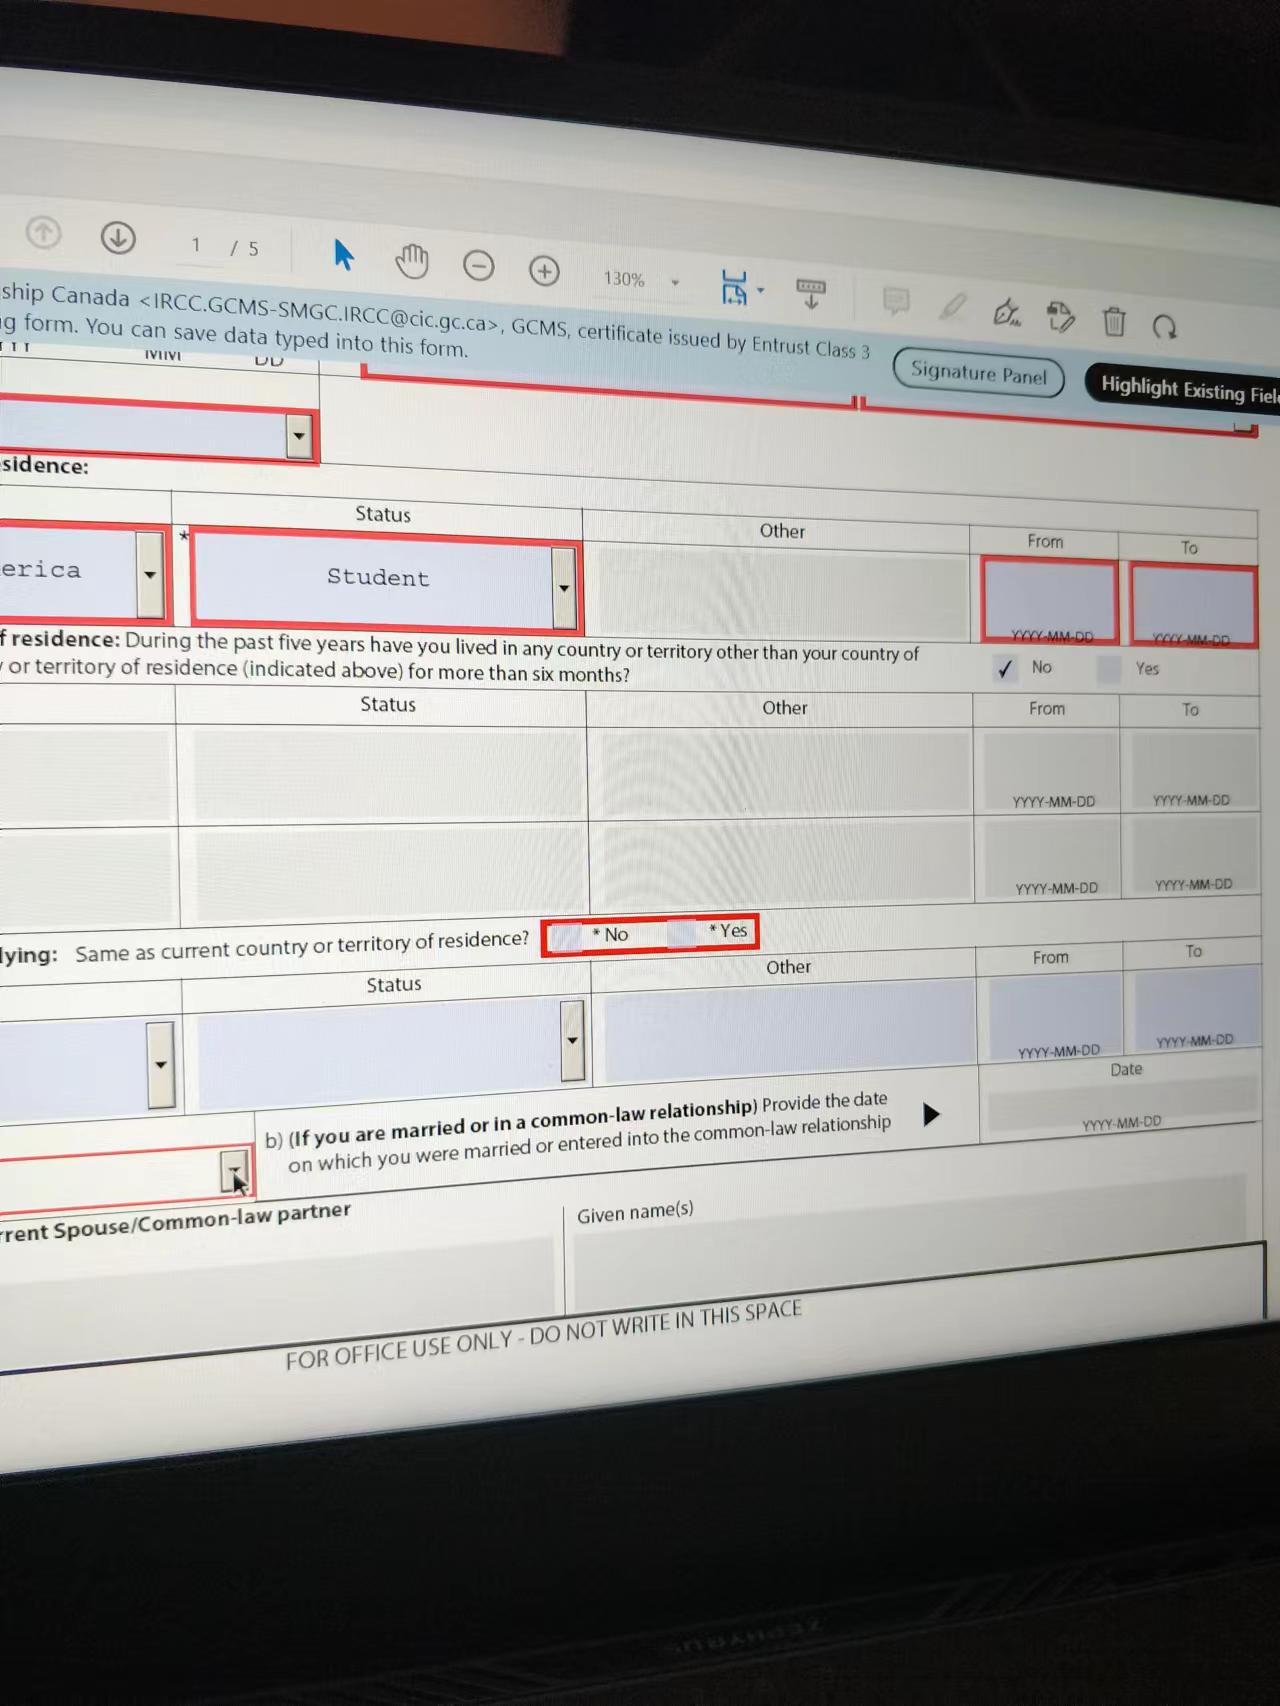 1 / 5
130%
ship Canada <IRCC.GCMS-SMGC.IRCC@cic.gc.ca>, GCMS, certificate issued by Entrust Class 3
g form. You can save data typed into this form.
Signature Panel
Highlight Existing Fiel
MM DD
sidence:
Status Other From To
erica * Student YYYY-MM-DD YYYY-MM-DD
f residence: During the past five years have you lived in any country or territory other than your country of
or territory of residence (indicated above) for more than six months?
✓ No Yes
Status Other From To
YYYY-MM-DD YYYY-MM-DD
YYYY-MM-DD YYYY-MM-DD
lying: Same as current country or territory of residence? * No * Yes
Status Other From To
YYYY-MM-DD YYYY-MM-DD
b) (If you are married or in a common-law relationship) Provide the date
on which you were married or entered into the common-law relationship
Date
YYYY-MM-DD
rrent Spouse/Common-law partner
Given name(s)
FOR OFFICE USE ONLY - DO NOT WRITE IN THIS SPACE
ZEPHYRUS